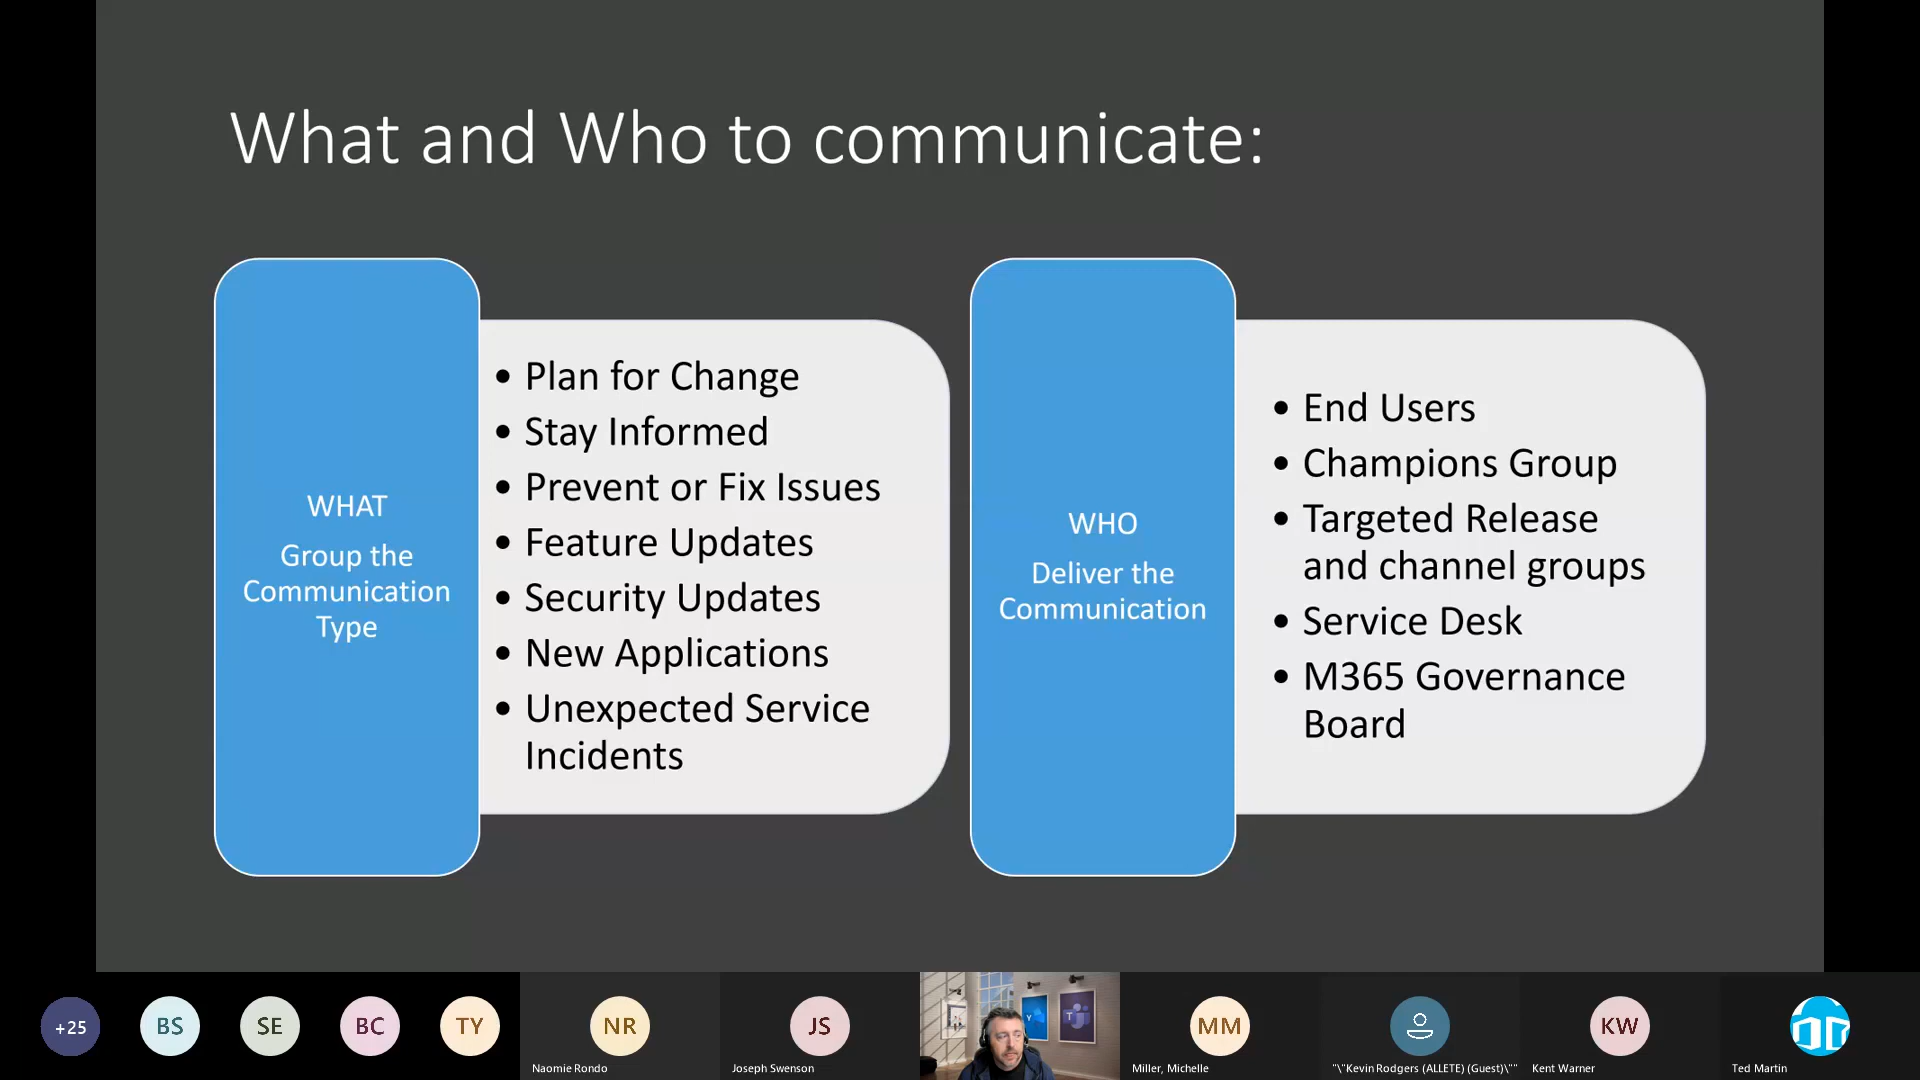 What and Who to communicate:
WHAT
Group the
Communication
Type
• Plan for Change
• Stay Informed
• Prevent or Fix Issues
• Feature Updates
• Security Updates
• New Applications
• Unexpected Service
Incidents
WHO
Deliver the
Communication
• End Users
• Champions Group
• Targeted Release
and channel groups
• Service Desk
• M365 Governance
Board
+25
BS
SE
BC
TY
NR
Naomie Rondo
JS
Joseph Swenson
MM
Miller, Michelle
"\"Kevin Rodgers (ALLETE) (Guest)\""
KW
Kent Warner
Ted Martin